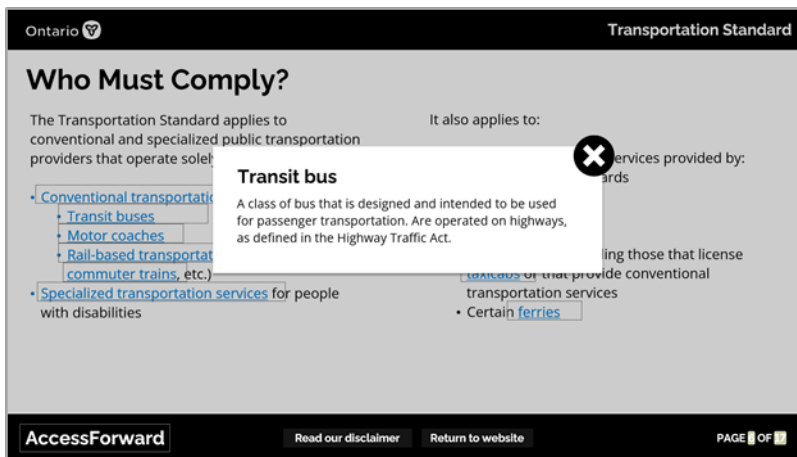 Ontario
Transportation Standard
Who Must Comply?
The Transportation Standard applies to
conventional and specialized public transportation
providers that operate solely
• Conventional transportatio
• Transit buses
• Motor coaches
• Rail-based transportat
commuter trains, etc.)
• Specialized transportation services for people
with disabilities
It also applies to:
ervices provided by:
ards
ling those that license
taxicabs or that provide conventional
transportation services
• Certain ferries
Transit bus
A class of bus that is designed and intended to be used
for passenger transportation. Are operated on highways,
as defined in the Highway Traffic Act.
AccessForward
Read our disclaimer
Return to website
PAGE 6 OF 17